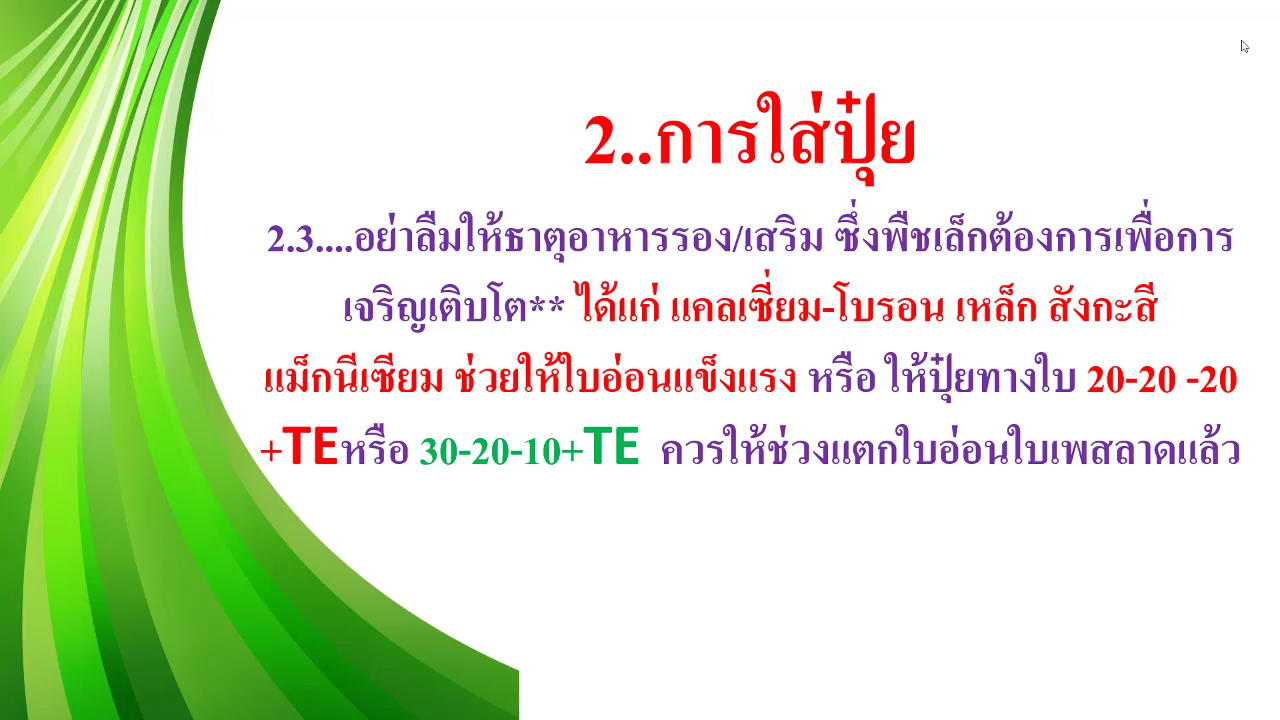 2..การใส่ปุ๋ย
2.3....อย่าลืมให้ธาตุอาหารรอง/เสริม ซึ่งพืชเล็กต้องการเพื่อการ
เจริญเติบโต** ได้แก่ แคลเซี่ยม-โบรอน เหล็ก สังกะสี
แม็กนีเซียม ช่วยให้ใบอ่อนแข็งแรง หรือ ให้ปุ๋ยทางใบ 20-20 -20
+TEหรือ 30-20-10+TE ควรให้ช่วงแตกใบอ่อนใบเพสลาดแล้ว